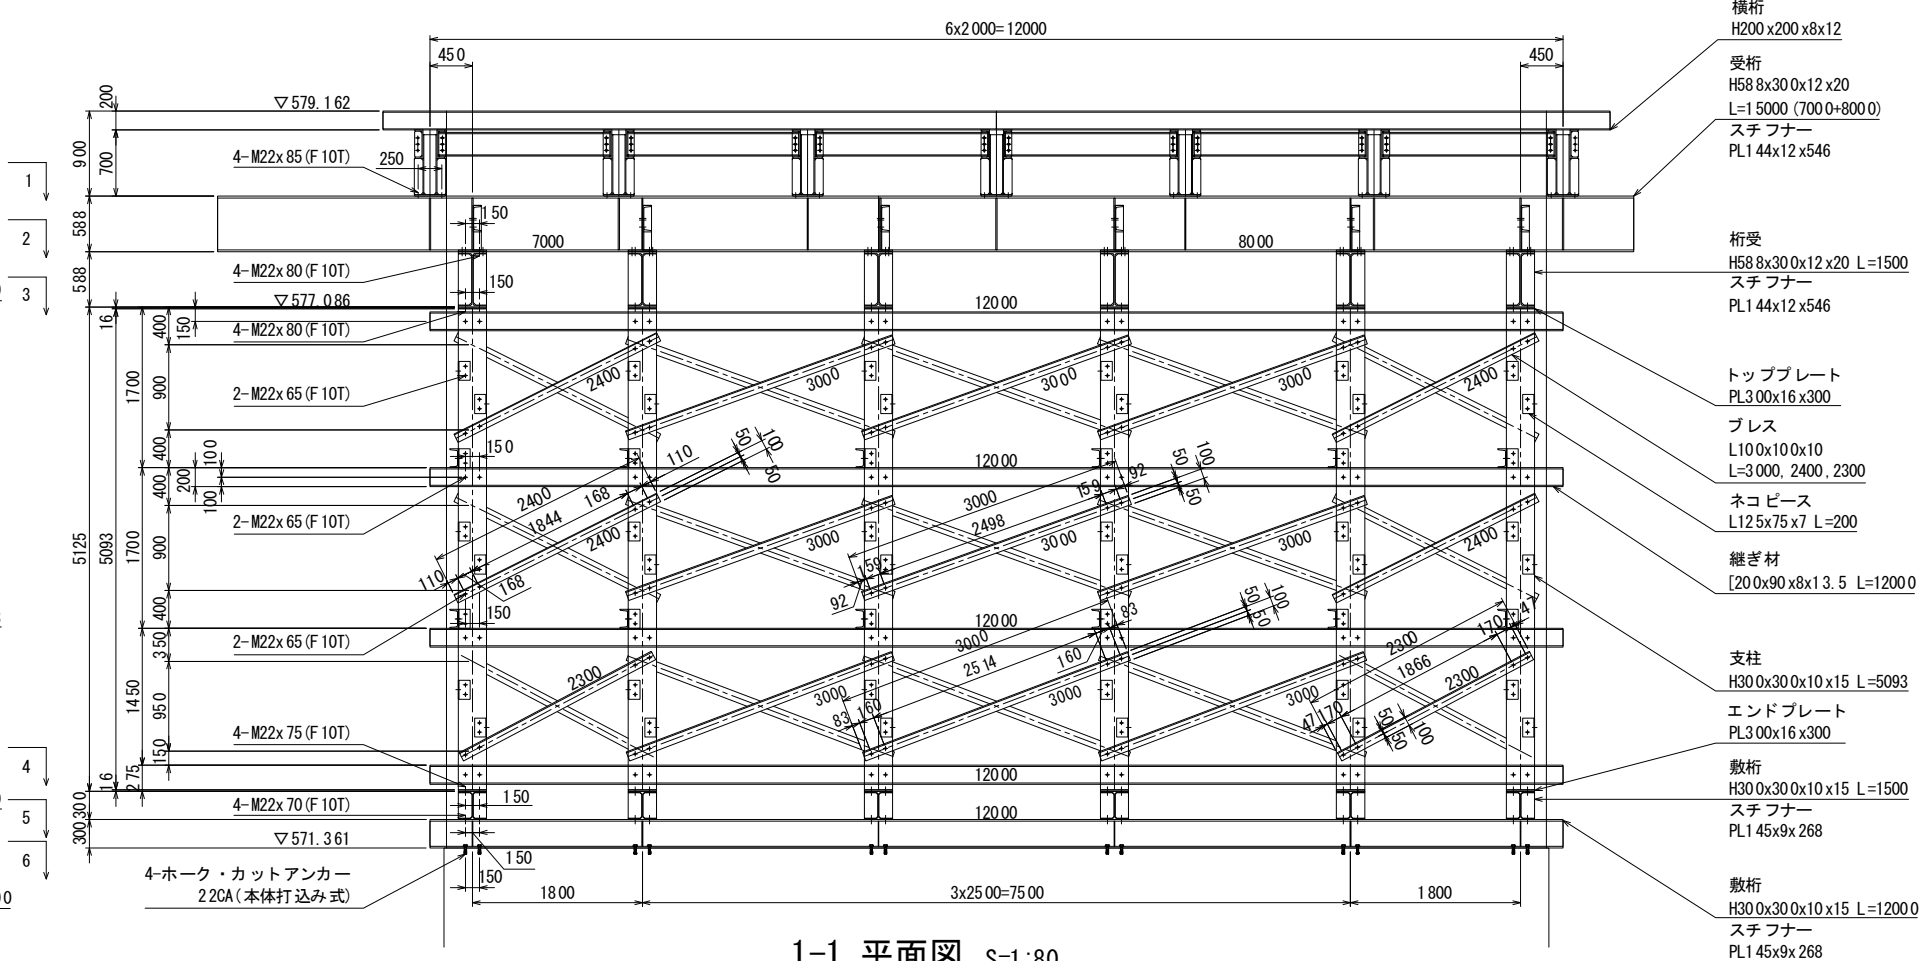 6x2000=12000
450
450
横桁
H200x200x8x12
受桁
H588x300x12x20
L=15000 (7000+8000)
スチフナー
PL144x12x546
桁受
H588x300x12x20 L=1500
スチフナー
PL144x12x546
トッププレート
PL300x16x300
ブレス
L100x100x10
L=3000, 2400, 2300
ネコピース
L125x75x7 L=200
継ぎ材
[200x90x8x13.5 L=12000
支柱
H300x300x10x15 L=5093
エンドプレート
PL300x16x300
敷桁
H300x300x10x15 L=1500
スチフナー
PL145x9x268
敷桁
H300x300x10x15 L=12000
スチフナー
PL145x9x268
▽579.162
4-M22x85(F10T)
250
4-M22x80(F10T)
▽577.086
4-M22x80(F10T)
2-M22x65(F10T)
2-M22x65(F10T)
2-M22x65(F10T)
4-M22x75(F10T)
4-M22x70(F10T)
▽571.361
4-ホーク・カットアンカー
22CA(本体打込み式)
1
2
3
4
5
6
200
900
700
588
588
16
5125
5093
1700
1700
1450
275
16
300
300
150
400
900
400
100
200
100
400
900
400
350
950
150
150
7000
8000
150
12000
2400
3000
3000
3000
2400
150
12000
110
50
100
50
2400
168
1844
2400
110
168
3000
159
92
50
100
50
2498
3000
3000
3000
2400
159
92
150
12000
2300
3000
83
50
100
50
2514
160
3000
3000
83
160
2300
170
47
1866
2300
3000
47
170
50
50
100
12000
150
12000
150
150
1800
3x2500=7500
1800
1-1 平面図 S=1:80